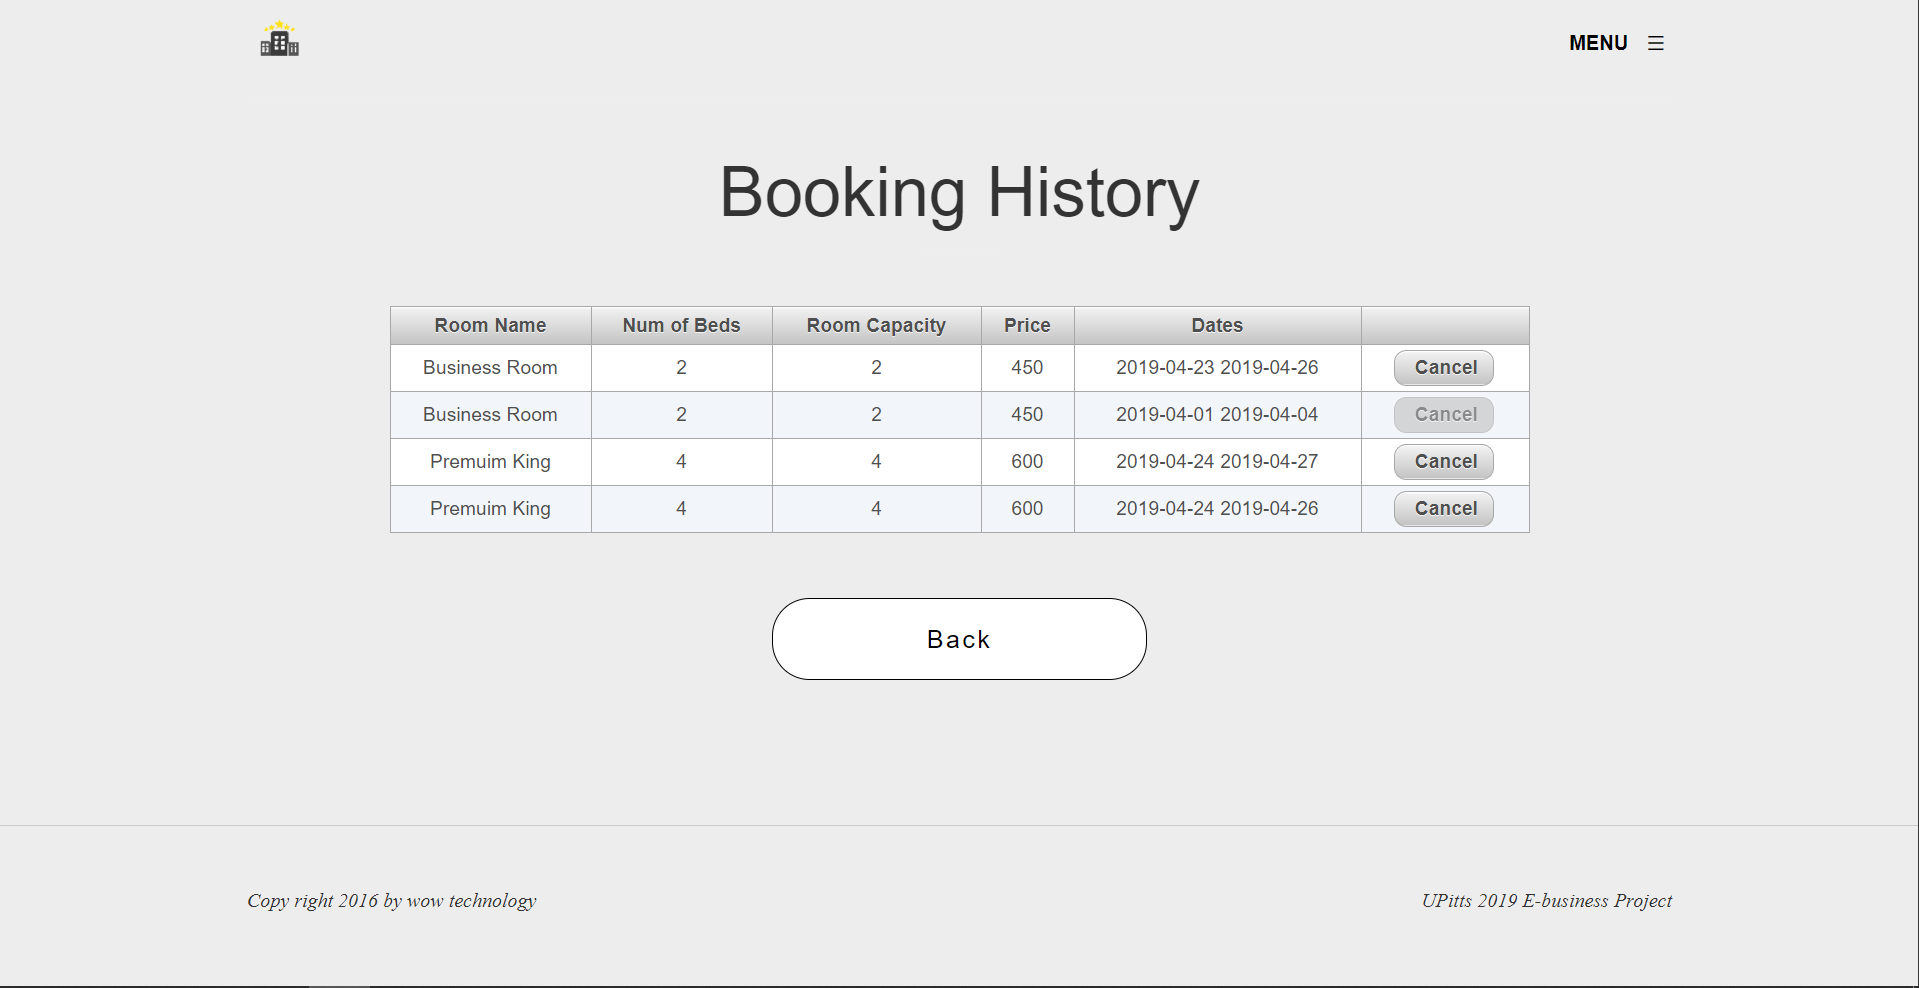 MENU
Booking History
Room Name Num of Beds Room Capacity Price Dates
Business Room 2 2 450 2019-04-23 2019-04-26 Cancel
Business Room 2 2 450 2019-04-01 2019-04-04 Cancel
Premuim King 4 4 600 2019-04-24 2019-04-27 Cancel
Premuim King 4 4 600 2019-04-24 2019-04-26 Cancel
Back
Copy right 2016 by wow technology UPitts 2019 E-business Project